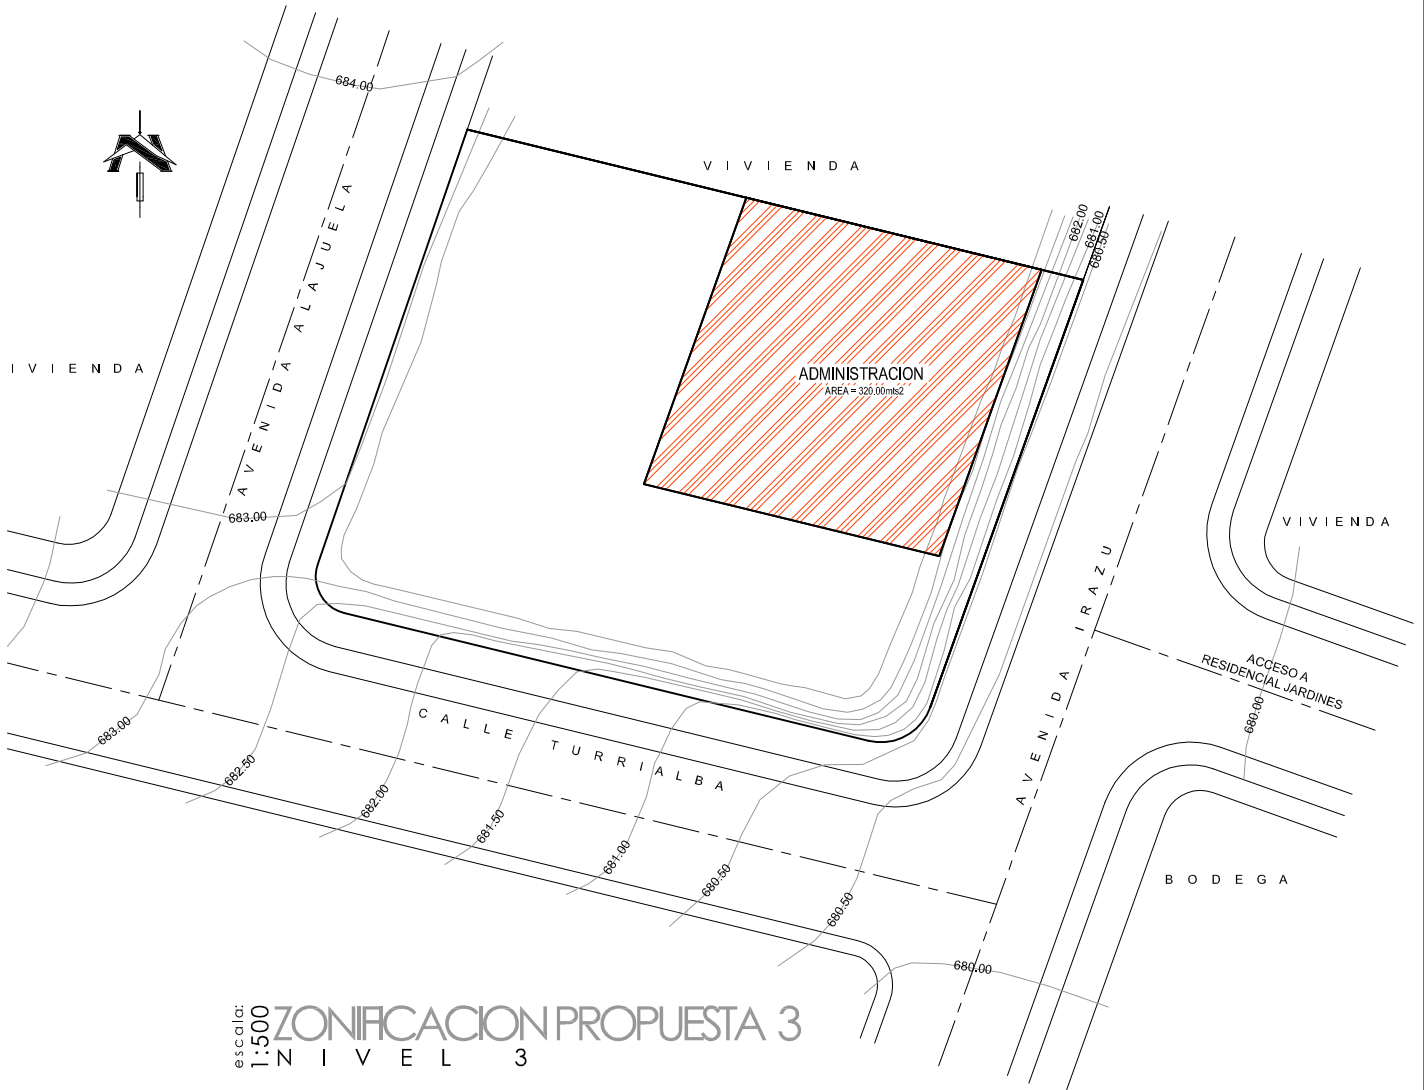 684.00
VIVIENDA
682.00
681.00
680.50
AVENIDA ALAJUELA
IVIENDA
ADMINISTRACION
AREA = 320.00mts2
683.00
VIVIENDA
AVENIDA IRAZU
ACCESO A
RESIDENCIAL JARDINES
680.00
CALLE TURRIALBA
683.00
682.50
682.00
681.50
681.00
680.50
680.50
680.00
BODEGA
escala:
1:500
ZONIFICACION PROPUESTA 3
NIVEL 3